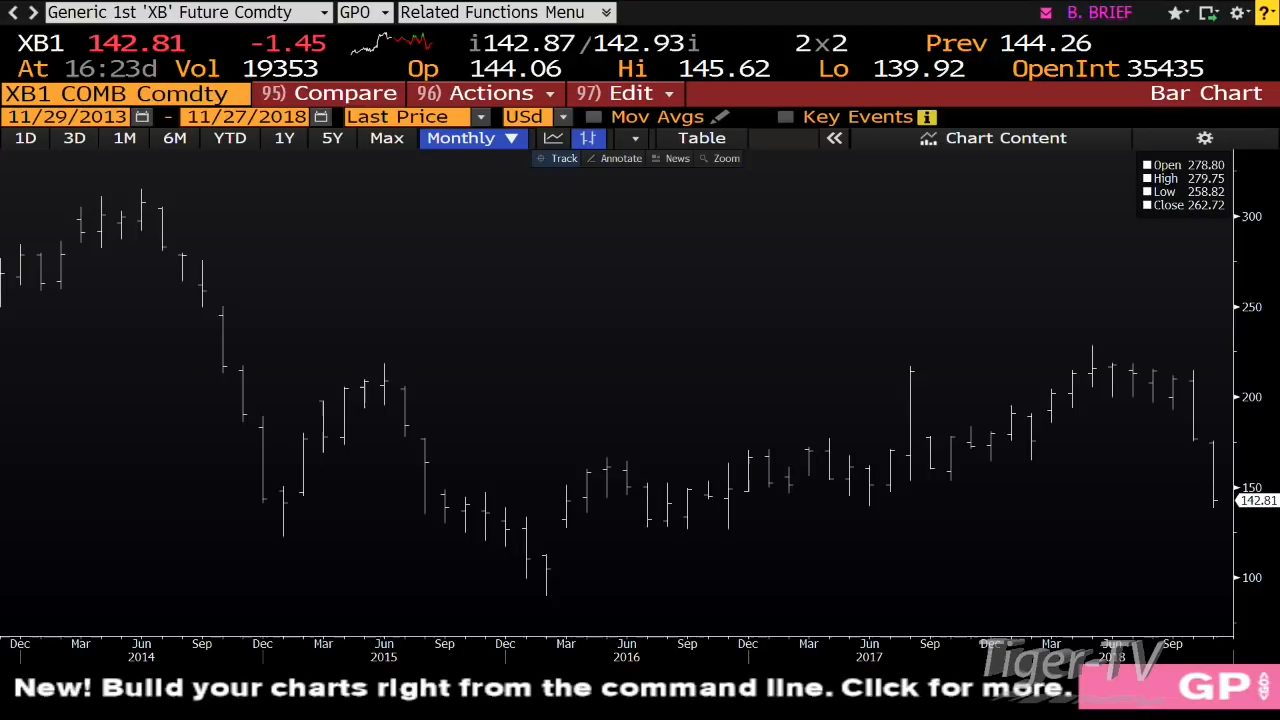 Generic 1st 'XB' Future Comdty GPO Related Functions Menu B. BRIEF ?
XB1 142.81 -1.45 i142.87/142.93i 2x2 Prev 144.26
At 16:23d Vol 19353 Op 144.06 Hi 145.62 Lo 139.92 OpenInt 35435
XB1 COMB Comdty 95) Compare 96) Actions 97) Edit Bar Chart
11/29/2013 - 11/27/2018 Last Price USd Mov Avgs Key Events i
1D 3D 1M 6M YTD 1Y 5Y Max Monthly Table Chart Content
Track Annotate News Zoom
Open 278.80
High 279.75
Low 258.82
Close 262.72
300
250
200
150
142.81
100
Dec Mar Jun Sep Dec Mar Jun Sep Dec Mar Jun Sep Dec Mar Jun Sep Dec Mar Jun Sep
2014 2015 2016 2017 2018
Tiger-TV
New! Build your charts right from the command line. Click for more. GP